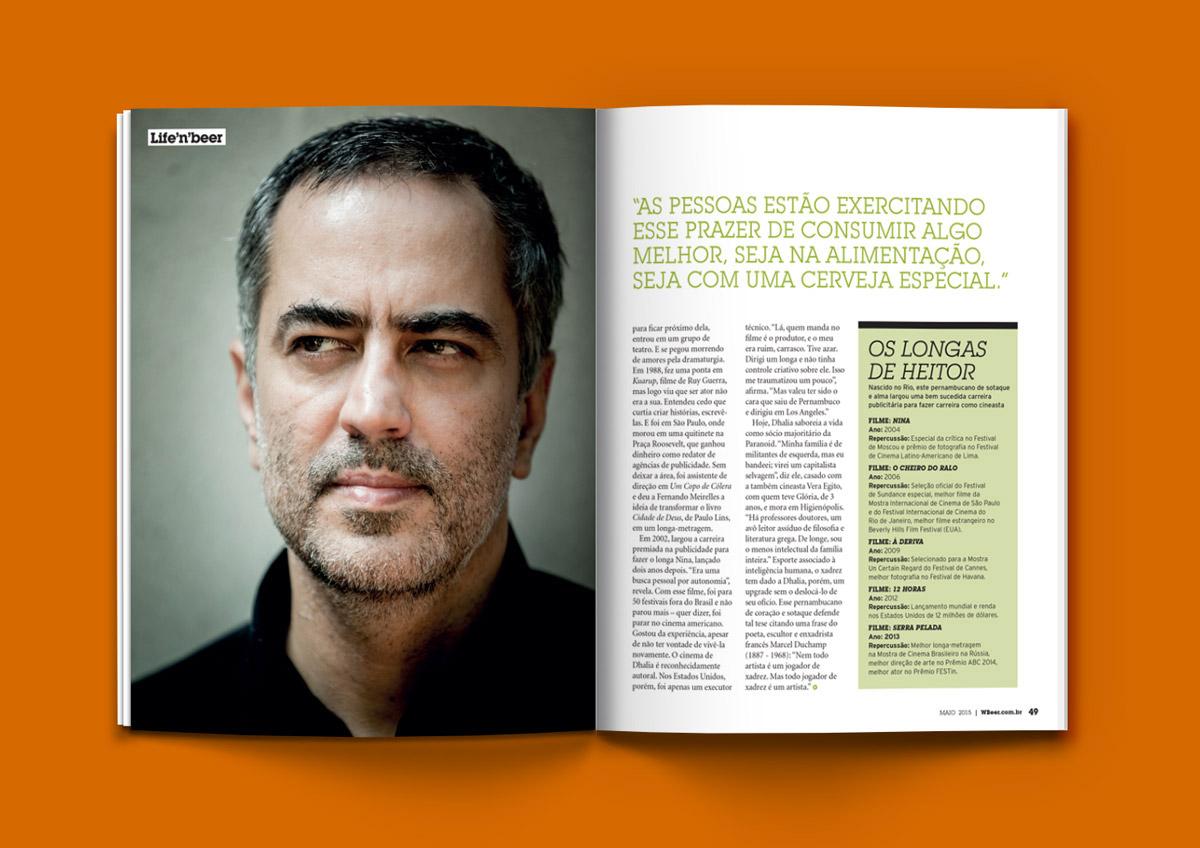 Life'n'beer
“AS PESSOAS ESTÃO EXERCITANDO
ESSE PRAZER DE CONSUMIR ALGO
MELHOR, SEJA NA ALIMENTAÇÃO,
SEJA COM UMA CERVEJA ESPECIAL.”
para ficar próximo dela,
entrou em um grupo de
teatro. E se pegou morrendo
de amores pela dramaturgia.
Em 1988, fez uma ponta em
Kuarup, filme de Ruy Guerra,
mas logo viu que ser ator não
era a sua. Entendeu cedo que
curtia criar histórias, escrevê-
las. E foi em São Paulo, onde
morou em uma quitinete na
Praça Roosevelt, que ganhou
dinheiro como redator de
agências de publicidade. Sem
deixar a área, foi assistente de
direção em Um Copo de Cólera
e deu a Fernando Meirelles a
ideia de transformar o livro
Cidade de Deus, de Paulo Lins,
em um longa-metragem.
Em 2002, largou a carreira
premiada na publicidade para
fazer o longa Nina, lançado
dois anos depois. “Era uma
busca pessoal por autonomia”,
revela. Com esse filme, foi para
50 festivais fora do Brasil e não
parou mais – quer dizer, foi
parar no cinema americano.
Gostou da experiência, apesar
de não ter vontade de vivê-la
novamente. O cinema de
Dhalia é reconhecidamente
autoral. Nos Estados Unidos,
porém, foi apenas um executor
técnico. “Lá, quem manda no
filme é o produtor, e o meu
era ruim, carrasco. Tive azar.
Dirigi um longa e não tinha
controle criativo sobre ele. Isso
me traumatizou um pouco”,
afirma. “Mas valeu ter sido o
cara que saiu de Pernambuco
e dirigiu em Los Angeles.”
Hoje, Dhalia saboreia a vida
como sócio majoritário da
Paranoid. “Minha família é de
militantes de esquerda, mas eu
bandeei; virei um capitalista
selvagem”, diz ele, casado com
a também cineasta Vera Egito,
com quem teve Glória, de 3
anos, e mora em Higienópolis.
“Há professores doutores, um
avô leitor assíduo de filosofia e
literatura grega. De longe, sou
o menos intelectual da família
inteira.” Esporte associado à
inteligência humana, o xadrez
tem dado a Dhalia, porém, um
upgrade sem o deslocá-lo de
seu ofício. Esse pernambucano
de coração e sotaque defende
tal tese citando uma frase do
poeta, escultor e enxadrista
francês Marcel Duchamp
(1887 - 1968): “Nem todo
artista é um jogador de
xadrez. Mas todo jogador de
xadrez é um artista.”
OS LONGAS
DE HEITOR
Nascido no Rio, este pernambucano de sotaque
e alma largou uma bem sucedida carreira
publicitária para fazer carreira como cineasta
FILME: NINA
Ano: 2004
Repercussão: Especial da crítica no Festival
de Moscou e prêmio de fotografia no Festival
de Cinema Latino-Americano de Lima.
FILME: O CHEIRO DO RALO
Ano: 2006
Repercussão: Seleção oficial do Festival
de Sundance especial, melhor filme da
Mostra Internacional de Cinema de São Paulo
e do Festival Internacional de Cinema do
Rio de Janeiro, melhor filme estrangeiro no
Beverly Hills Film Festival (EUA).
FILME: À DERIVA
Ano: 2009
Repercussão: Selecionado para a Mostra
Un Certain Regard do Festival de Cannes,
melhor fotografia no Festival de Havana.
FILME: 12 HORAS
Ano: 2012
Repercussão: Lançamento mundial e renda
nos Estados Unidos de 12 milhões de dólares.
FILME: SERRA PELADA
Ano: 2013
Repercussão: Melhor longa-metragem
na Mostra de Cinema Brasileiro na Rússia,
melhor direção de arte no Prêmio ABC 2014,
melhor ator no Prêmio FESTin.
MAIO 2015 | WBeer.com.br 49